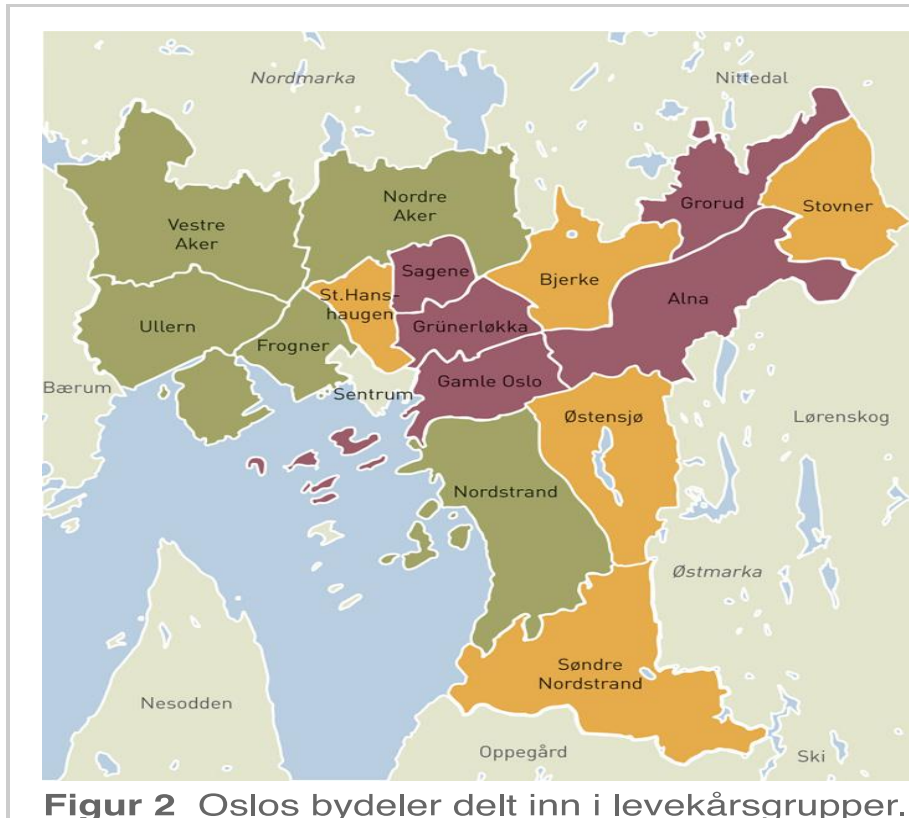 Nordmarka
Nittedal
Nordre
Aker
Grorud
Stovner
Vestre
Aker
Sagene
Bjerke
St.Hans-
haugen
Alna
Ullern
Grünerløkka
Frogner
Gamle Oslo
Bærum
Sentrum
Østensjø
Lørenskog
Nordstrand
Østmarka
Søndre
Nordstrand
Nesodden
Oppegård
Ski
Figur 2 Oslos bydeler delt inn i levekårsgrupper.